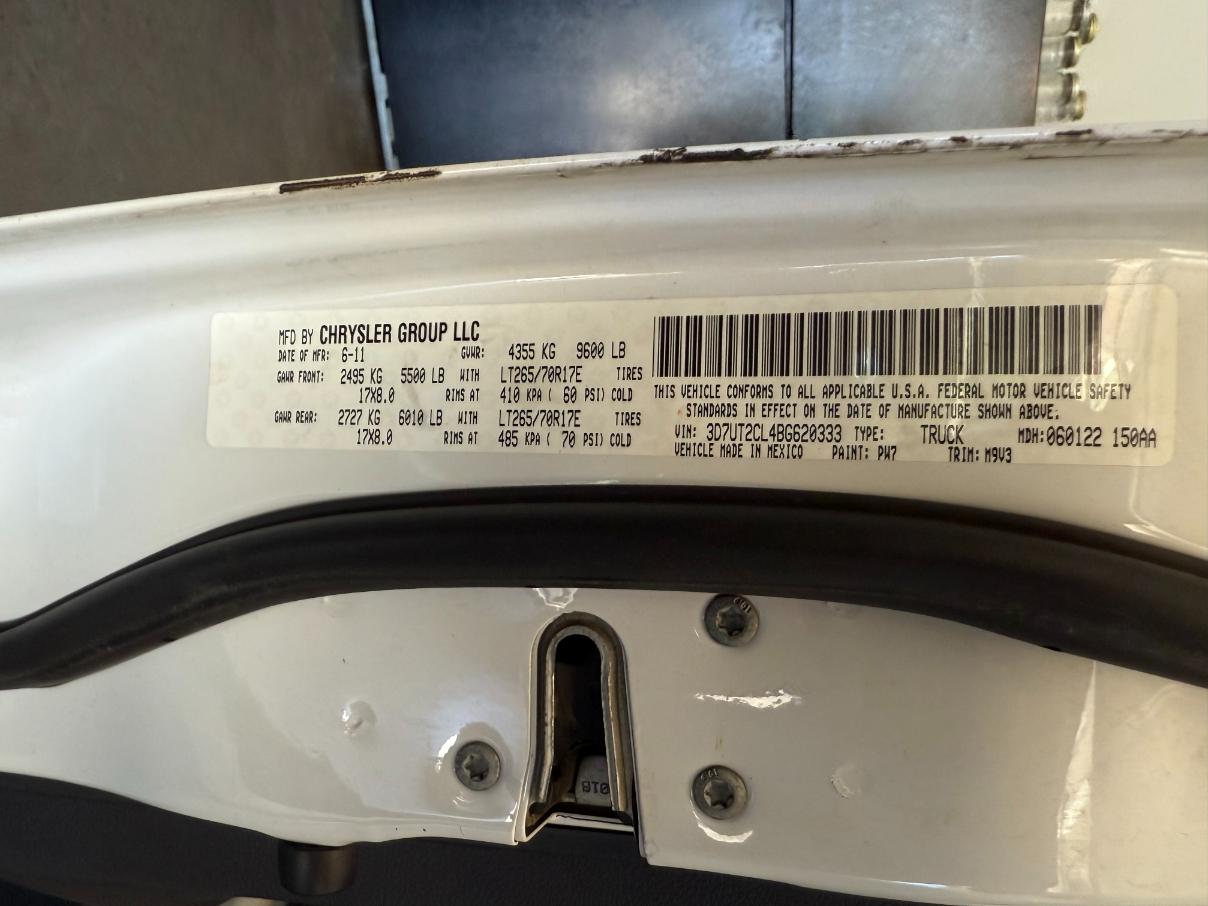 MFD BY CHRYSLER GROUP LLC
DATE OF MFR: 6-11 GVWR: 4355 KG 9600 LB
GAWR FRONT: 2495 KG 5500 LB WITH LT265/70R17E TIRES
17X8.0 RIMS AT 410 KPA ( 60 PSI) COLD
GAWR REAR: 2727 KG 6010 LB WITH LT265/70R17E TIRES
17X8.0 RIMS AT 485 KPA ( 70 PSI) COLD
THIS VEHICLE CONFORMS TO ALL APPLICABLE U.S.A. FEDERAL MOTOR VEHICLE SAFETY
STANDARDS IN EFFECT ON THE DATE OF MANUFACTURE SHOWN ABOVE.
VIN: 3D7UT2CL4BG620333 TYPE: TRUCK MDH:060122 150AA
VEHICLE MADE IN MEXICO PAINT: PW7 TRIM: M9V3